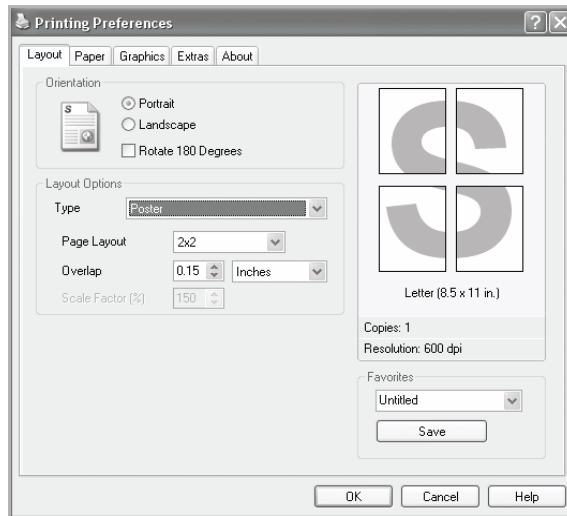 Printing Preferences
Layout Paper Graphics Extras About
Orientation
S
Portrait
Landscape
Rotate 180 Degrees
Layout Options
Type Poster
Page Layout 2x2
Overlap 0.15 Inches
Scale Factor (%) 150
S
Letter (8.5 x 11 in.)
Copies: 1
Resolution: 600 dpi
Favorites
Untitled
Save
OK Cancel Help